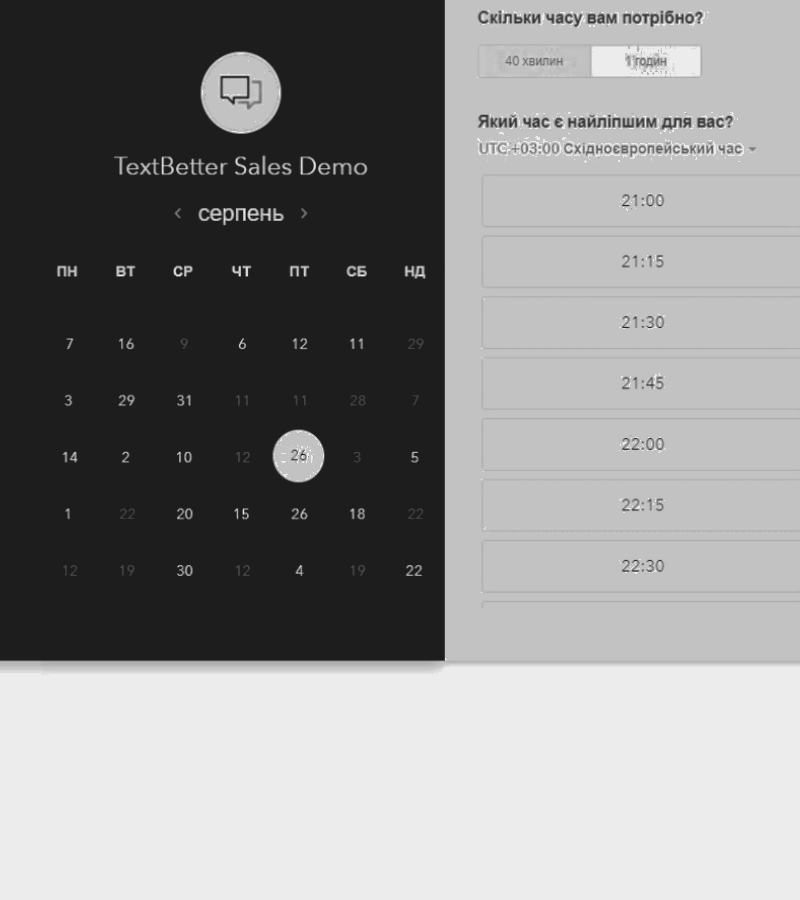 TextBetter Sales Demo
серпень
ПН ВТ СР ЧТ ПТ СБ НД
7 16 9 6 12 11 29
3 29 31 11 11 28 7
14 2 10 12 26 3 5
1 22 20 15 26 18 22
12 19 30 12 4 19 22
Скільки часу вам потрібно?
40 хвилин 1 годин
Який час є найліпшим для вас?
UTC +03:00 Східноєвропейський час
21:00
21:15
21:30
21:45
22:00
22:15
22:30